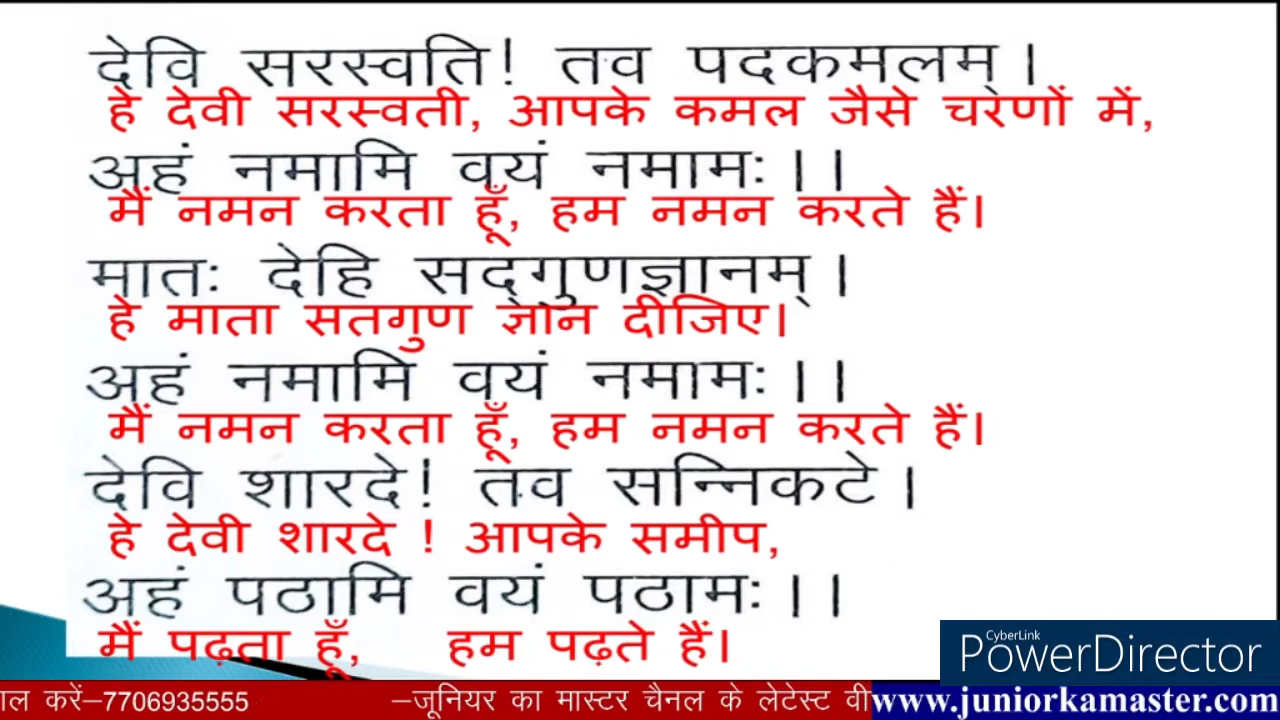 देवि सरस्वति! तव पदकमलम्।
हे देवी सरस्वती, आपके कमल जैसे चरणों में,
अहं नमामि वयं नमामः।।
मैं नमन करता हूँ, हम नमन करते हैं।
मातः देहि सद्गुणज्ञानम्।
हे माता सतगुण ज्ञान दीजिए।
अहं नमामि वयं नमामः।।
मैं नमन करता हूँ, हम नमन करते हैं।
देवि शारदे! तव सन्निकटे।
हे देवी शारदे ! आपके समीप,
अहं पठामि वयं पठामः।।
मैं पढ़ता हूँ, हम पढ़ते हैं।
CyberLink
PowerDirector
ाल करें–7706935555 –जूनियर का मास्टर चैनल के लेटेस्ट वी www.juniorkamaster.com